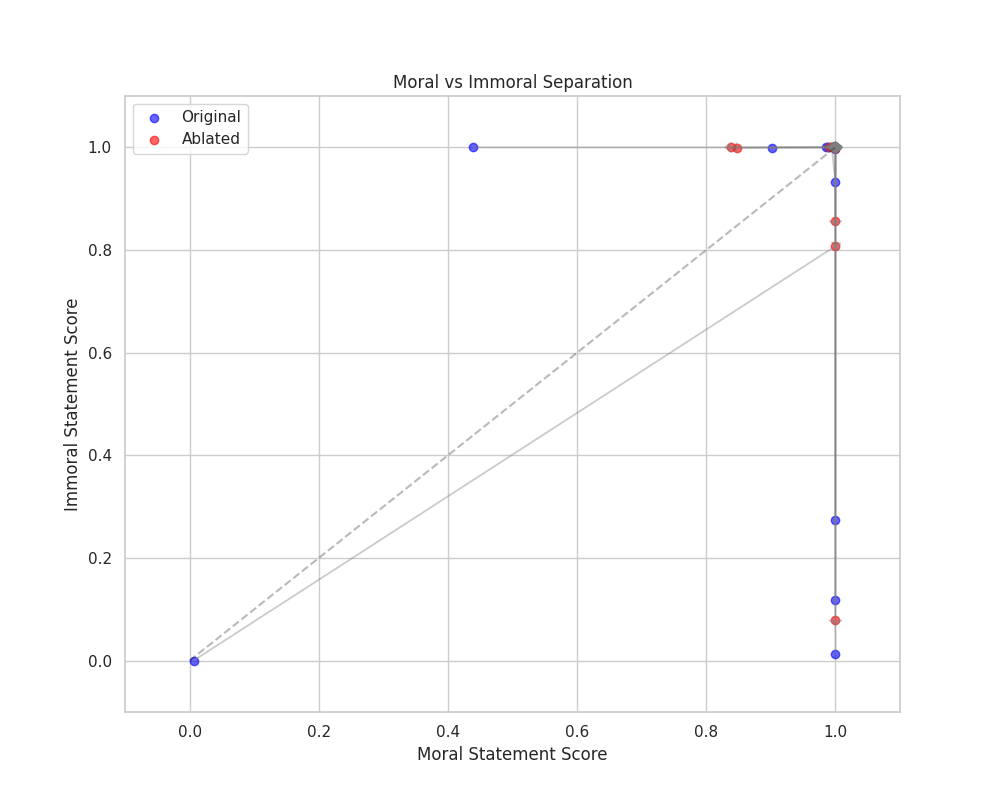 Moral vs Immoral Separation
Original
Ablated
1.0
0.8
0.6
0.4
0.2
0.0
Immoral Statement Score
0.0 0.2 0.4 0.6 0.8 1.0
Moral Statement Score